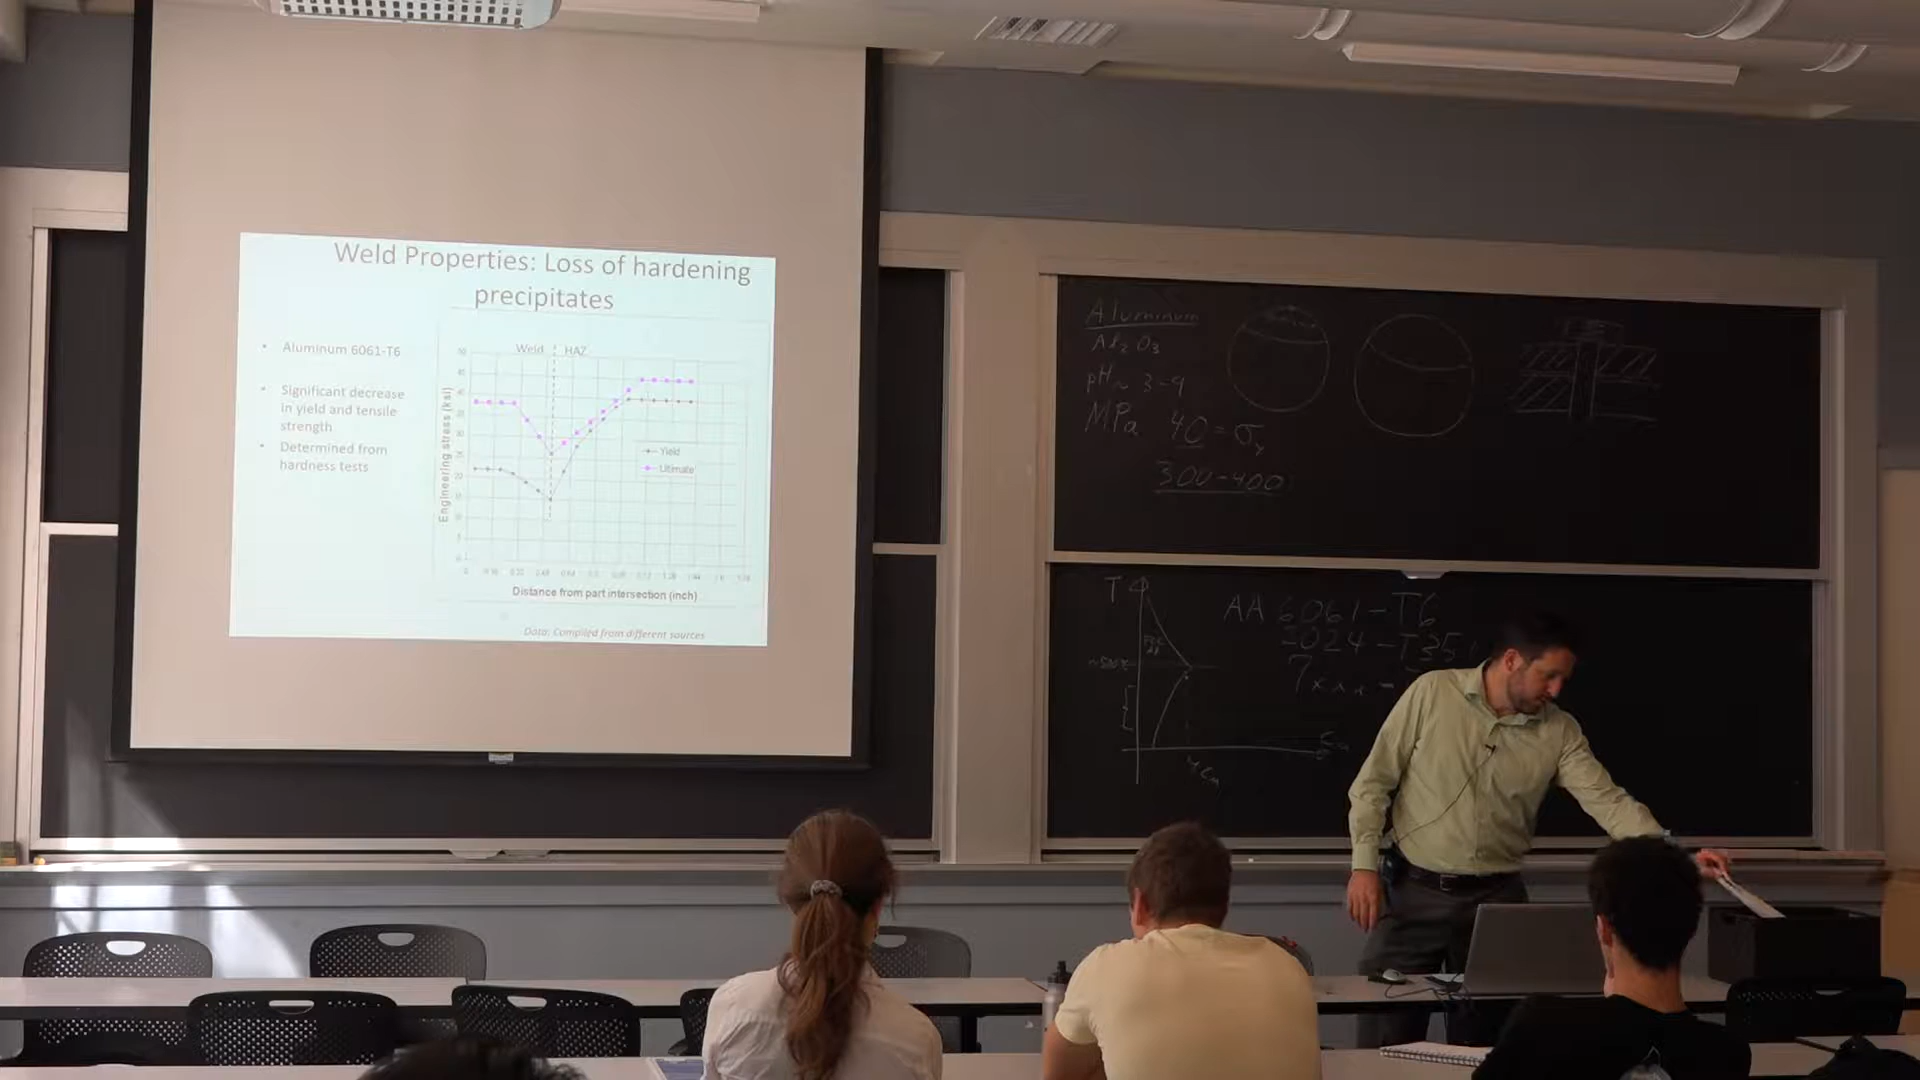 Weld Properties: Loss of hardening
precipitates
• Aluminum 6061-T6
• Significant decrease
in yield and tensile
strength
• Determined from
hardness tests
Weld
HAZ
Engineering stress (ksi)
Yield
Ultimate
Distance from part intersection (inch)
Data: Compiled from different sources
Aluminum
Al₂O₃
pH ~ 3-9
MPa 40 = σy
300-400
T
AA 6061-T6
2024-T35
7xxx-